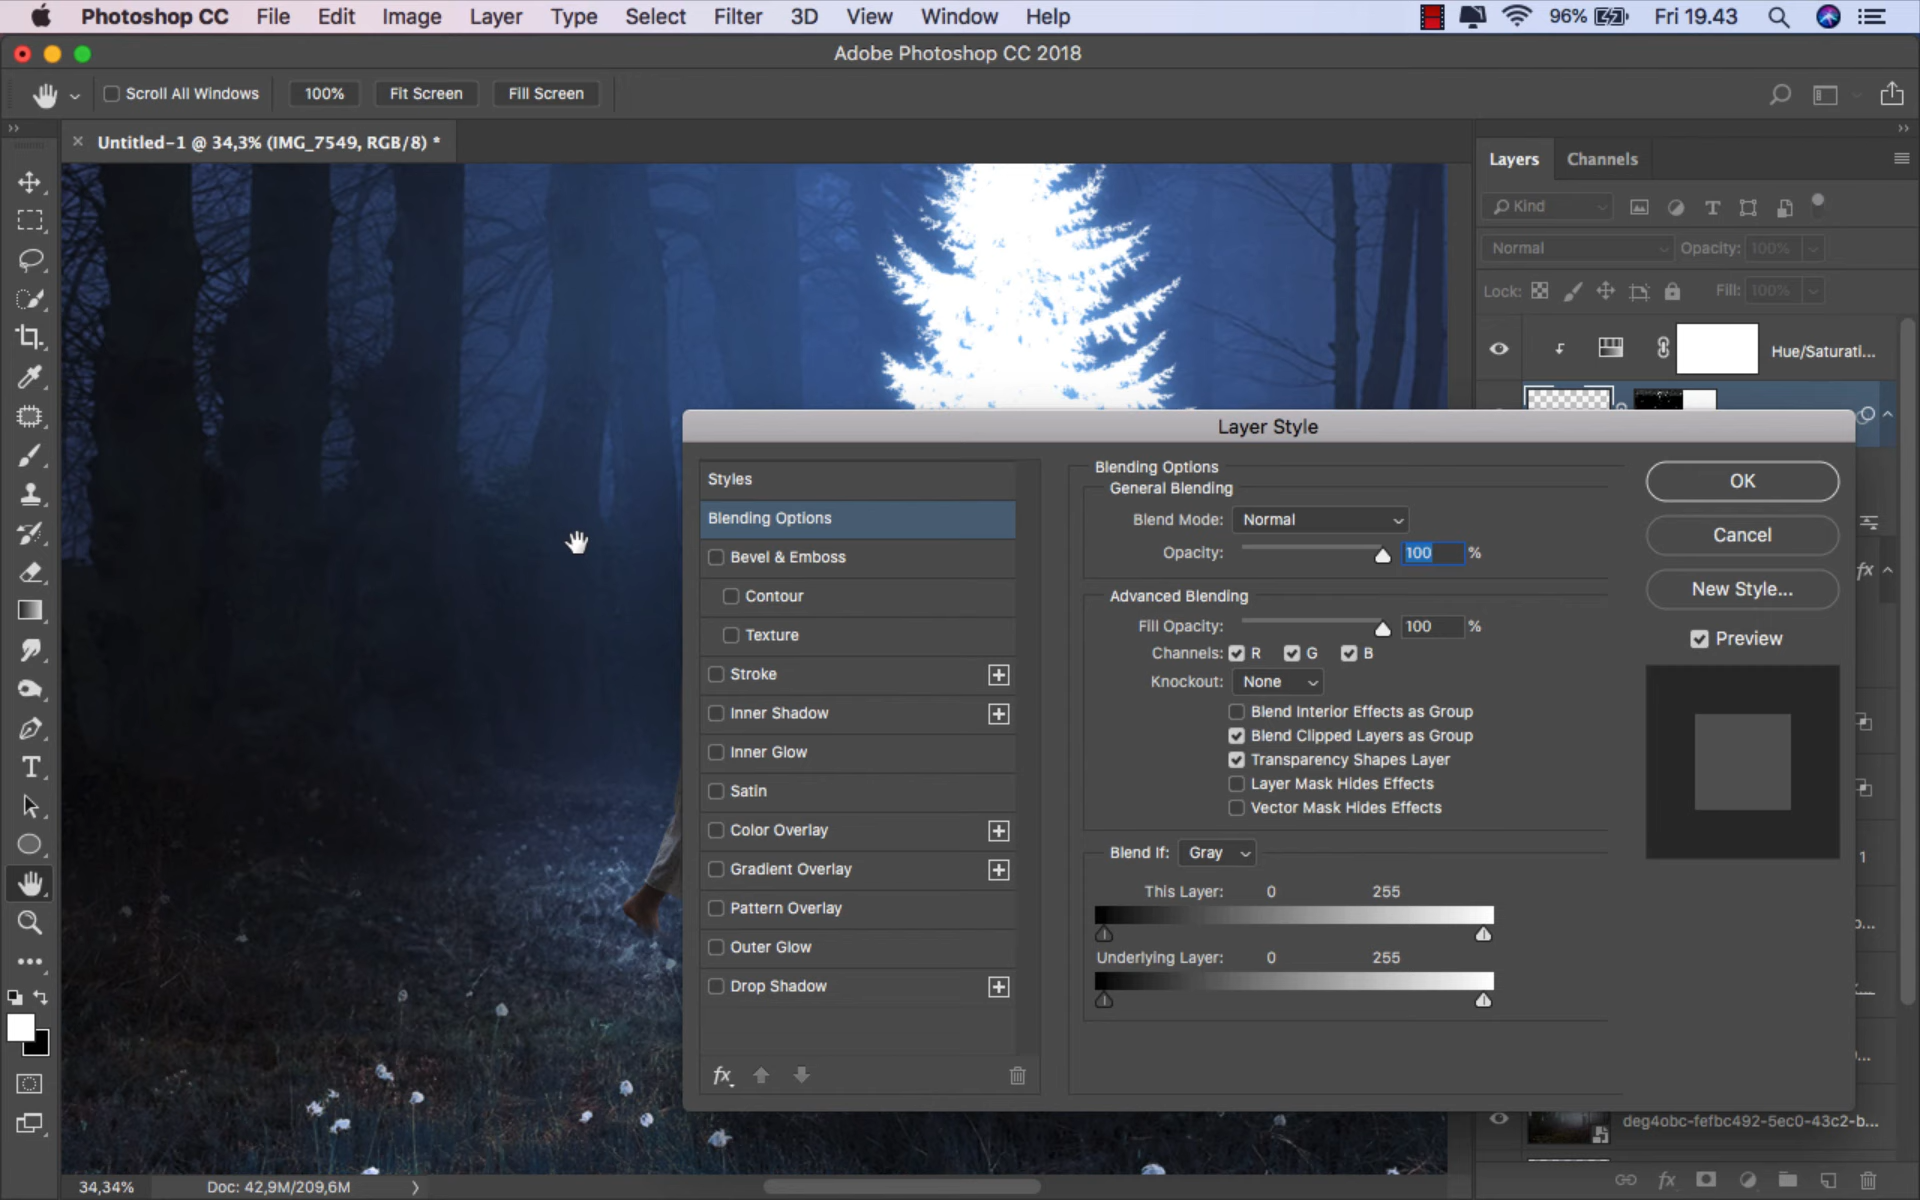 Photoshop CC File Edit Image Layer Type Select Filter 3D View Window Help 96% Fri 19.43
Adobe Photoshop CC 2018
Scroll All Windows 100% Fit Screen Fill Screen
Untitled-1 @ 34,3% (IMG_7549, RGB/8) *
Layers Channels
Kind
Normal Opacity: 100%
Lock: Fill: 100%
Hue/Saturati...
Layer Style
Styles
Blending Options
Bevel & Emboss
Contour
Texture
Stroke
Inner Shadow
Inner Glow
Satin
Color Overlay
Gradient Overlay
Pattern Overlay
Outer Glow
Drop Shadow
fx
Blending Options
General Blending
Blend Mode: Normal
Opacity: 100 %
Advanced Blending
Fill Opacity: 100 %
Channels: R G B
Knockout: None
Blend Interior Effects as Group
Blend Clipped Layers as Group
Transparency Shapes Layer
Layer Mask Hides Effects
Vector Mask Hides Effects
Blend If: Gray
This Layer: 0 255
Underlying Layer: 0 255
OK
Cancel
New Style...
Preview
fx
1
deg4obc-fefbc492-5ec0-43c2-b...
34,34% Doc: 42,9M/209,6M
fx